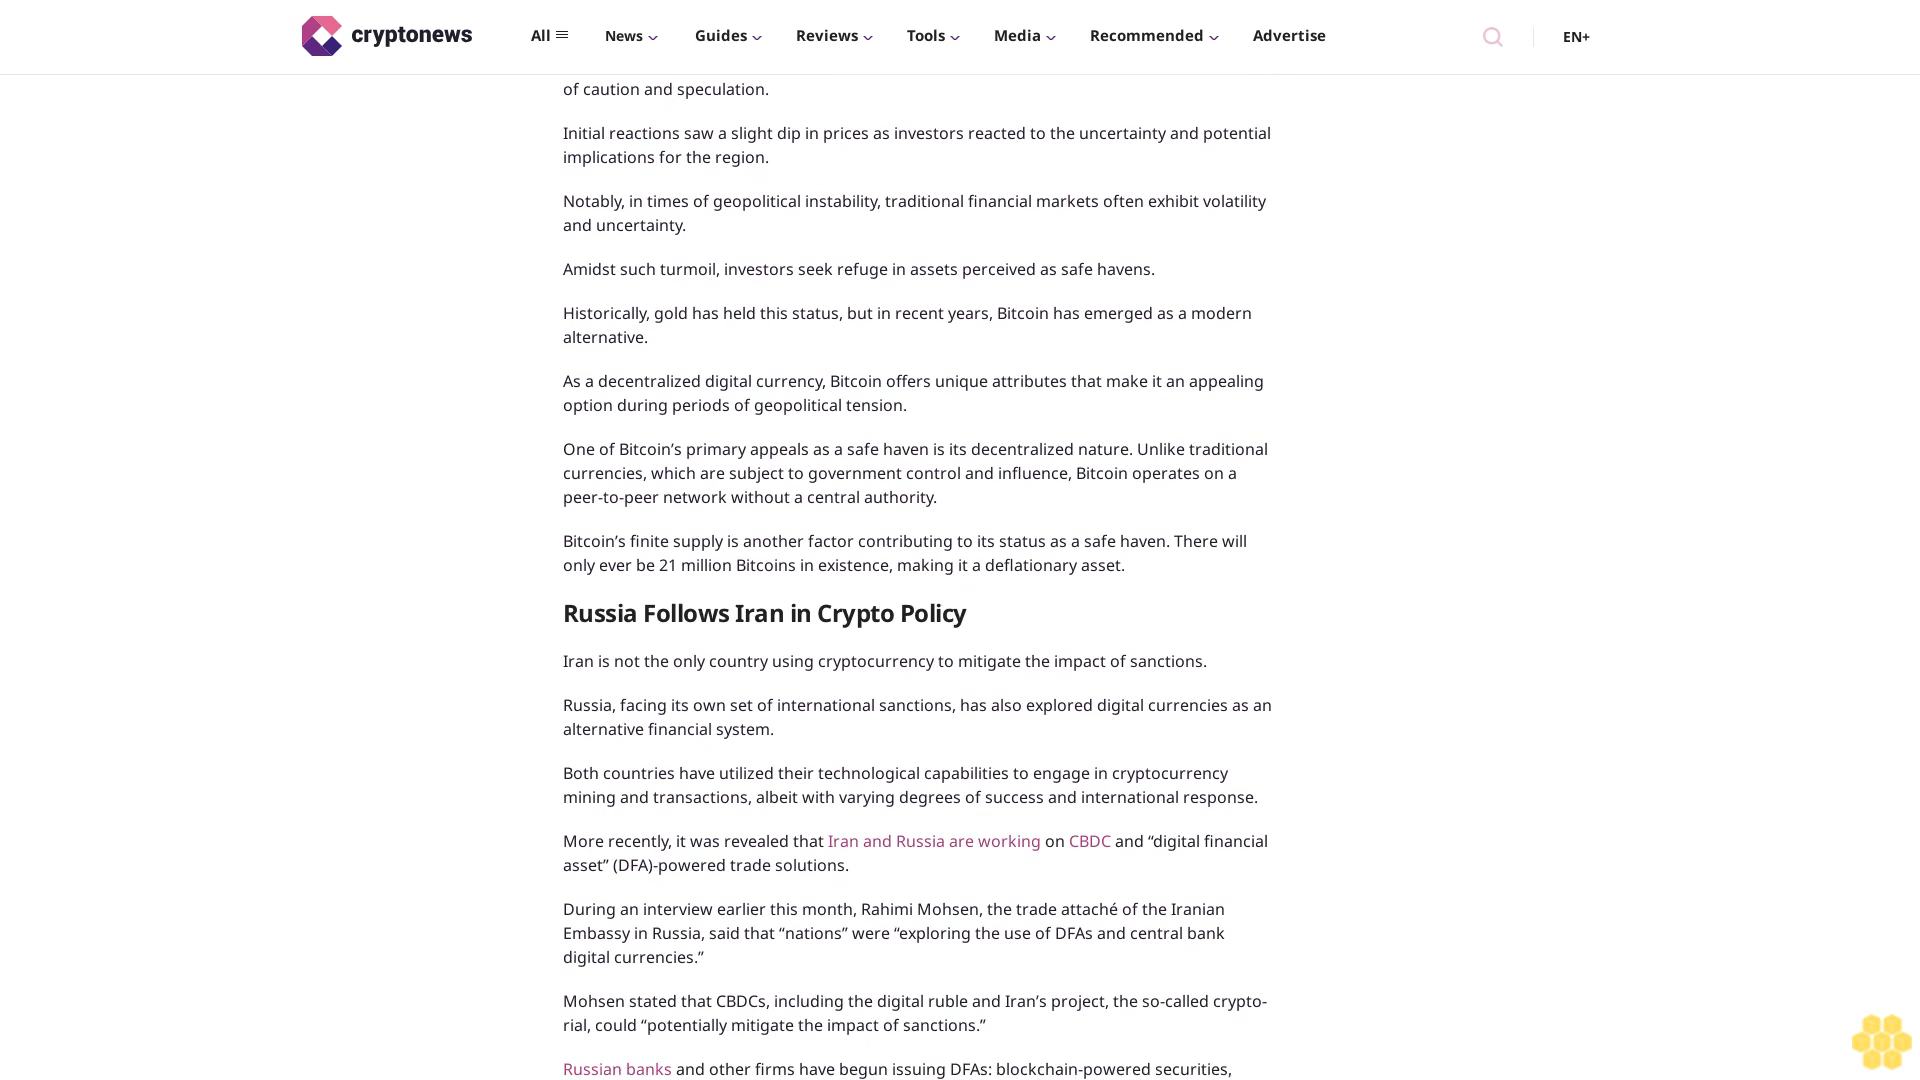 cryptonews
All
News
Guides
Reviews
Tools
Media
Recommended
Advertise
EN+
of caution and speculation.
Initial reactions saw a slight dip in prices as investors reacted to the uncertainty and potential
implications for the region.
Notably, in times of geopolitical instability, traditional financial markets often exhibit volatility
and uncertainty.
Amidst such turmoil, investors seek refuge in assets perceived as safe havens.
Historically, gold has held this status, but in recent years, Bitcoin has emerged as a modern
alternative.
As a decentralized digital currency, Bitcoin offers unique attributes that make it an appealing
option during periods of geopolitical tension.
One of Bitcoin’s primary appeals as a safe haven is its decentralized nature. Unlike traditional
currencies, which are subject to government control and influence, Bitcoin operates on a
peer-to-peer network without a central authority.
Bitcoin’s finite supply is another factor contributing to its status as a safe haven. There will
only ever be 21 million Bitcoins in existence, making it a deflationary asset.
Russia Follows Iran in Crypto Policy
Iran is not the only country using cryptocurrency to mitigate the impact of sanctions.
Russia, facing its own set of international sanctions, has also explored digital currencies as an
alternative financial system.
Both countries have utilized their technological capabilities to engage in cryptocurrency
mining and transactions, albeit with varying degrees of success and international response.
More recently, it was revealed that Iran and Russia are working on CBDC and “digital financial
asset” (DFA)-powered trade solutions.
During an interview earlier this month, Rahimi Mohsen, the trade attaché of the Iranian
Embassy in Russia, said that “nations” were “exploring the use of DFAs and central bank
digital currencies.”
Mohsen stated that CBDCs, including the digital ruble and Iran’s project, the so-called crypto-
rial, could “potentially mitigate the impact of sanctions.”
Russian banks and other firms have begun issuing DFAs: blockchain-powered securities,